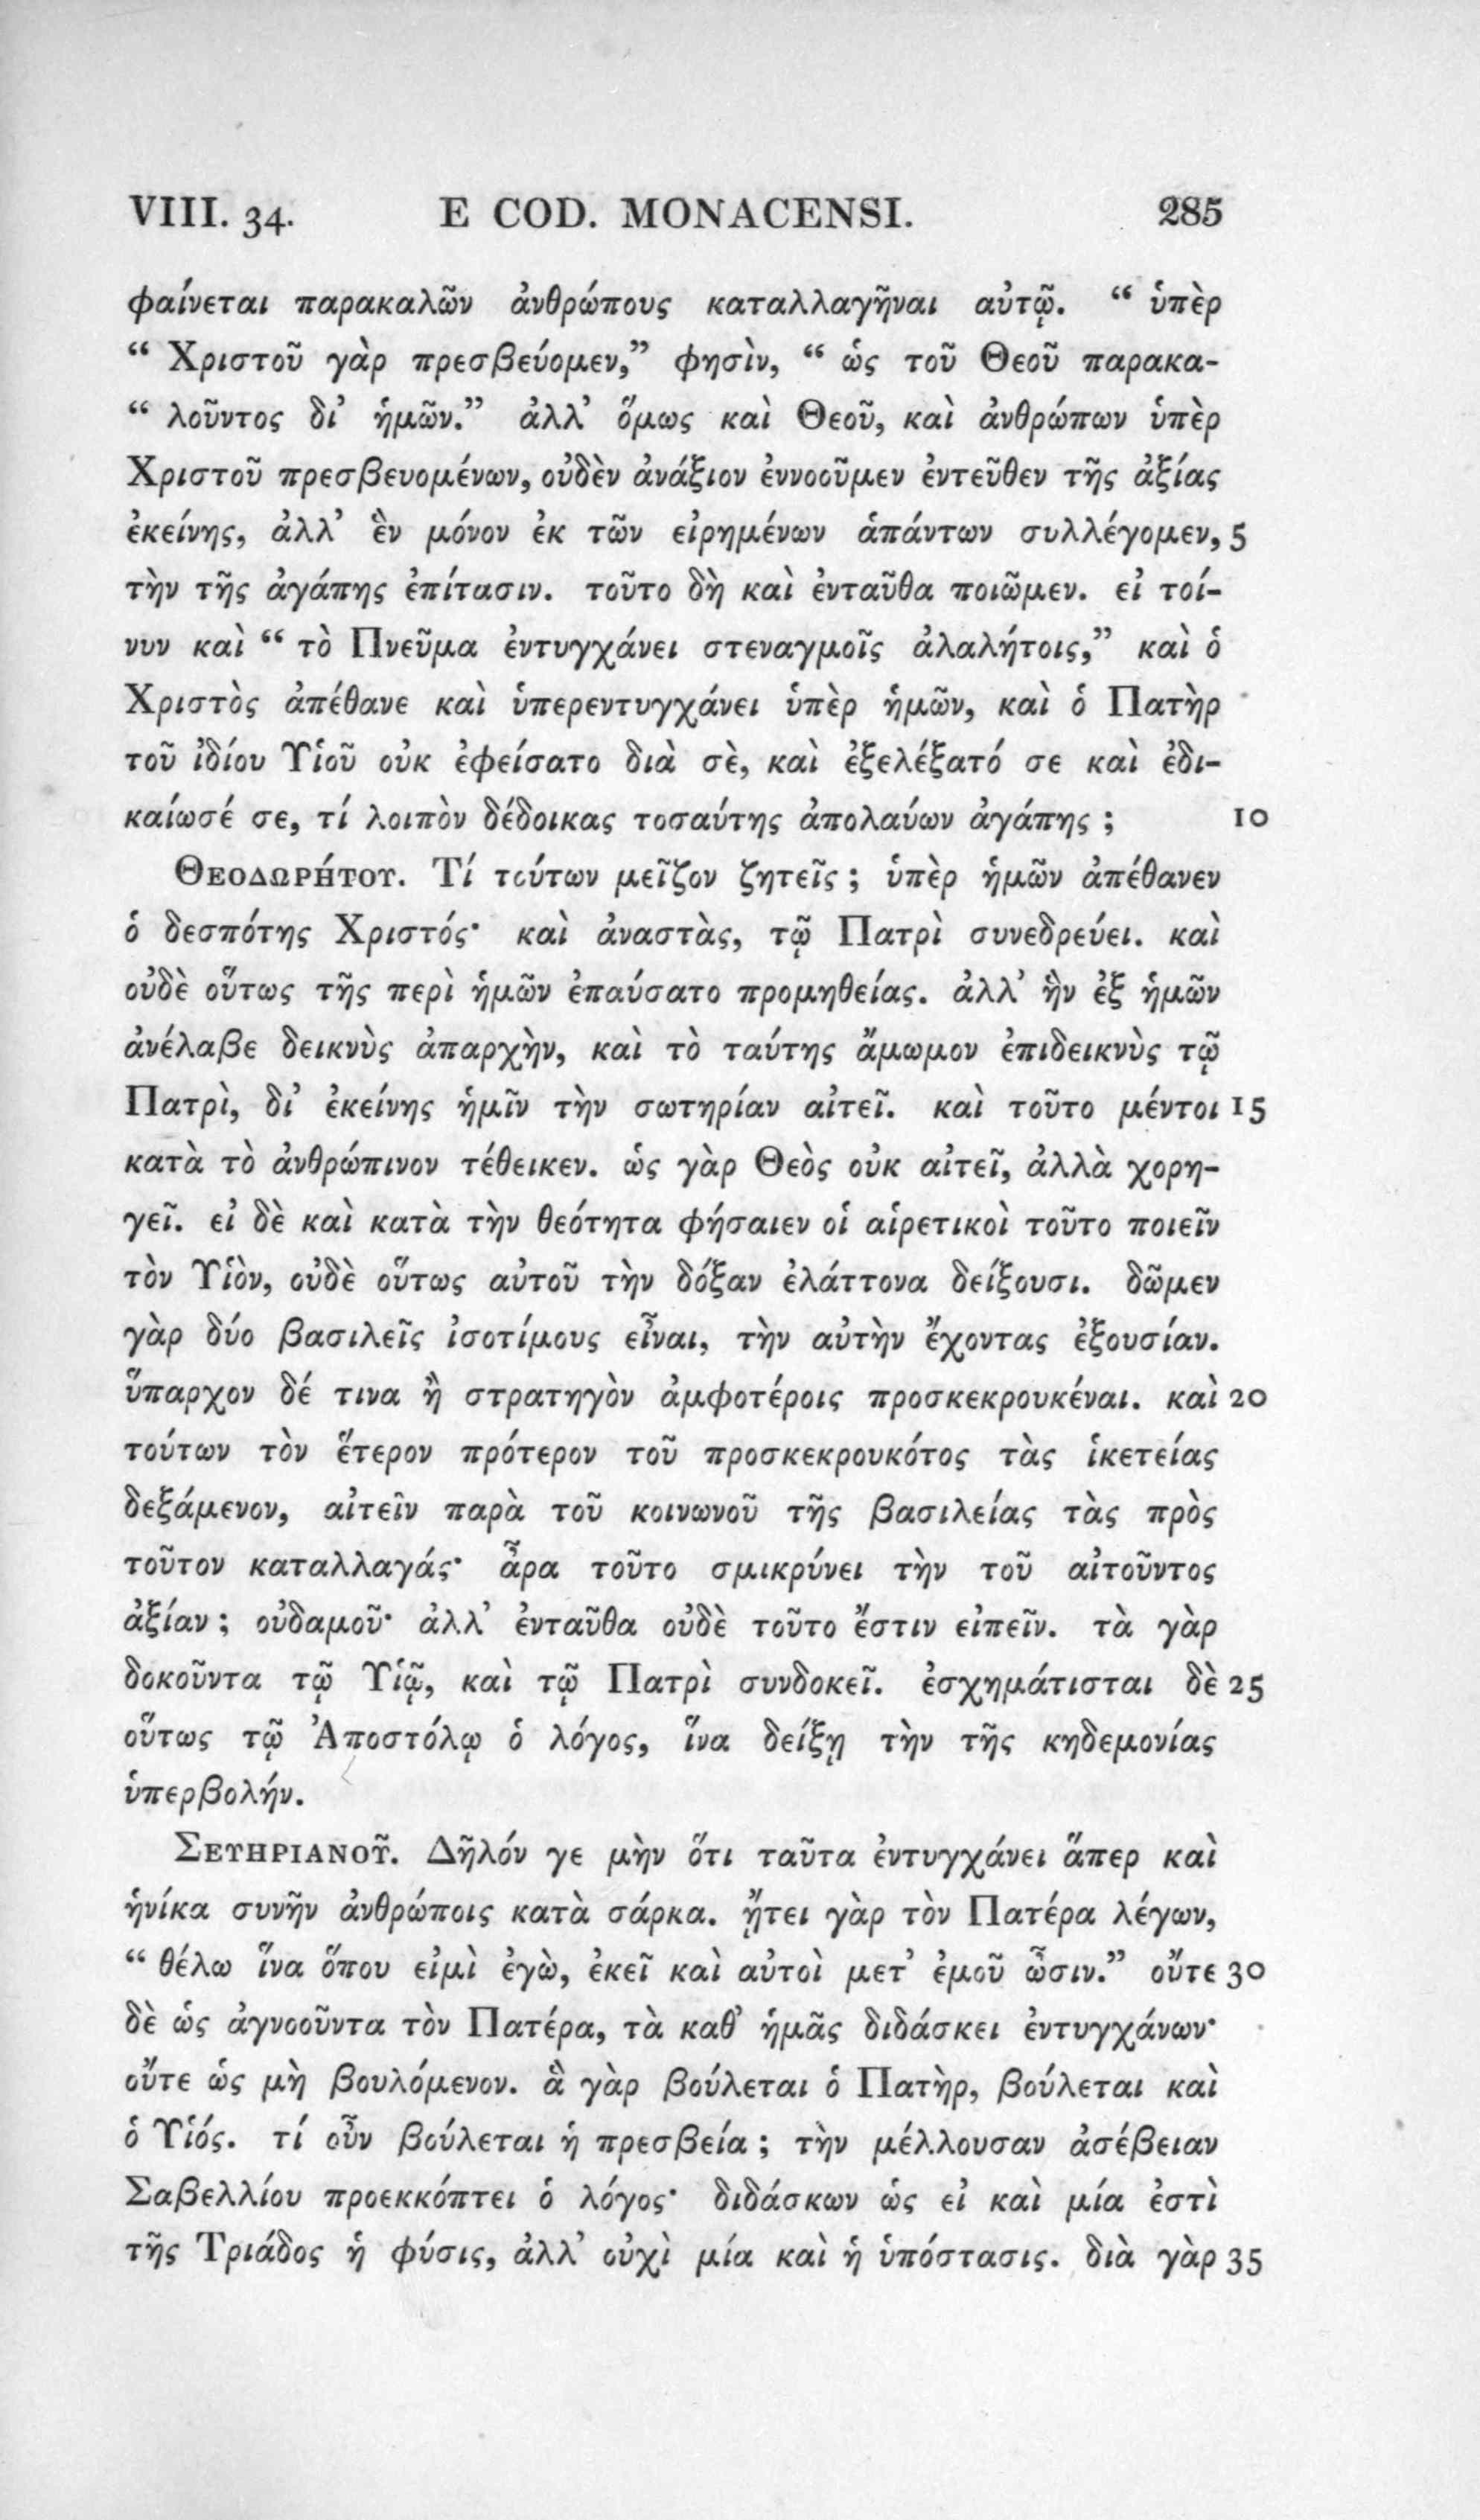 VIII. 34. E COD. MONACENSI. 285
φαίνεται παρακαλῶν ἀνθρώπους καταλλαγῆναι αὐτῷ. “ ὑπὲρ
“ Χριστοῦ γὰρ πρεσβεύομεν,” φησὶν, “ ὡς τοῦ Θεοῦ παρακα-
“ λοῦντος δι’ ἡμῶν.” ἀλλ’ ὅμως καὶ Θεοῦ, καὶ ἀνθρώπων ὑπὲρ
Χριστοῦ πρεσβευομένων, οὐδὲν ἀνάξιον ἐννοοῦμεν ἐντεῦθεν τῆς ἀξίας
ἐκείνης, ἀλλ’ ἓν μόνον ἐκ τῶν εἰρημένων ἁπάντων συλλέγομεν, 5
τὴν τῆς ἀγάπης ἐπίτασιν. τοῦτο δὴ καὶ ἐνταῦθα ποιῶμεν. εἰ τοί-
νυν καὶ “ τὸ Πνεῦμα ἐντυγχάνει στεναγμοῖς ἀλαλήτοις,” καὶ ὁ
Χριστὸς ἀπέθανε καὶ ὑπερεντυγχάνει ὑπὲρ ἡμῶν, καὶ ὁ Πατὴρ
τοῦ ἰδίου Υἱοῦ οὐκ ἐφείσατο διὰ σὲ, καὶ ἐξελέξατό σε καὶ ἐδι-
καίωσέ σε, τί λοιπὸν δέδοικας τοσαύτης ἀπολαύων ἀγάπης ; 10
ΘΕΟΔΩΡΉΤΟΥ. Τί τούτων μεῖζον ζητεῖς ; ὑπὲρ ἡμῶν ἀπέθανεν
ὁ δεσπότης Χριστός· καὶ ἀναστὰς, τῷ Πατρὶ συνεδρεύει. καὶ
οὐδὲ οὕτως τῆς περὶ ἡμῶν ἐπαύσατο προμηθείας. ἀλλ’ ἣν ἐξ ἡμῶν
ἀνέλαβε δεικνὺς ἀπαρχὴν, καὶ τὸ ταύτης ἄμωμον ἐπιδεικνὺς τῷ
Πατρὶ, δι’ ἐκείνης ἡμῖν τὴν σωτηρίαν αἰτεῖ. καὶ τοῦτο μέντοι 15
κατὰ τὸ ἀνθρώπινον τέθεικεν. ὡς γὰρ Θεὸς οὐκ αἰτεῖ, ἀλλὰ χορη-
γεῖ. εἰ δὲ καὶ κατὰ τὴν θεότητα φήσαιεν οἱ αἱρετικοὶ τοῦτο ποιεῖν
τὸν Υἱὸν, οὐδὲ οὕτως αὐτοῦ τὴν δόξαν ἐλάττονα δείξουσι. δῶμεν
γὰρ δύο βασιλεῖς ἰσοτίμους εἶναι, τὴν αὐτὴν ἔχοντας ἐξουσίαν.
ὕπαρχον δέ τινα ἢ στρατηγὸν ἀμφοτέροις προσκεκρουκέναι. καὶ 20
τούτων τὸν ἕτερον πρότερον τοῦ προσκεκρουκότος τὰς ἱκετείας
δεξάμενον, αἰτεῖν παρὰ τοῦ κοινωνοῦ τῆς βασιλείας τὰς πρὸς
τοῦτον καταλλαγάς· ἆρα τοῦτο σμικρύνει τὴν τοῦ αἰτοῦντος
ἀξίαν ; οὐδαμοῦ· ἀλλ’ ἐνταῦθα οὐδὲ τοῦτο ἔστιν εἰπεῖν. τὰ γὰρ
δοκοῦντα τῷ Υἱῷ, καὶ τῷ Πατρὶ συνδοκεῖ. ἐσχημάτισται δὲ 25
οὕτως τῷ Ἀποστόλῳ ὁ λόγος, ἵνα δείξῃ τὴν τῆς κηδεμονίας
ὑπερβολήν.
ΣΕΥΗΡΙΑΝΟΥ͂. Δῆλόν γε μὴν ὅτι ταῦτα ἐντυγχάνει ἅπερ καὶ
ἡνίκα συνῆν ἀνθρώποις κατὰ σάρκα. ᾔτει γὰρ τὸν Πατέρα λέγων,
“ θέλω ἵνα ὅπου εἰμὶ ἐγὼ, ἐκεῖ καὶ αὐτοὶ μετ’ ἐμοῦ ὦσιν.” οὔτε 30
δὲ ὡς ἀγνοοῦντα τὸν Πατέρα, τὰ καθ’ ἡμᾶς διδάσκει ἐντυγχάνων·
οὔτε ὡς μὴ βουλόμενον. ἃ γὰρ βούλεται ὁ Πατὴρ, βούλεται καὶ
ὁ Υἱός. τί οὖν βούλεται ἡ πρεσβεία ; τὴν μέλλουσαν ἀσέβειαν
Σαβελλίου προεκκόπτει ὁ λόγος· διδάσκων ὡς εἰ καὶ μία ἐστὶ
τῆς Τριάδος ἡ φύσις, ἀλλ’ οὐχὶ μία καὶ ἡ ὑπόστασις. διὰ γὰρ 35